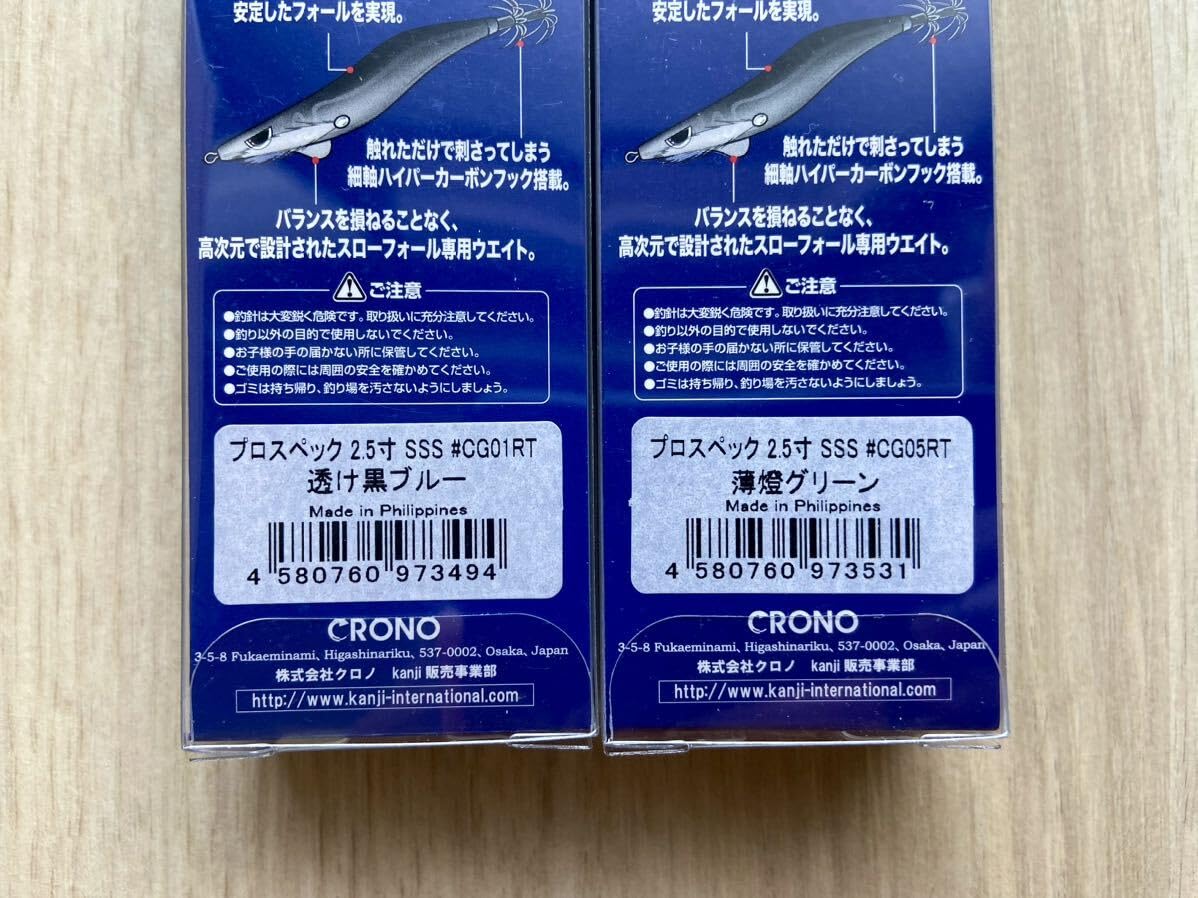 安定したフォールを実現。
触れただけで刺さってしまう
細軸ハイパーカーボンフック搭載。
バランスを損ねることなく、
高次元で設計されたスローフォール専用ウエイト。
ご注意
●釣針は大変鋭く危険です。取り扱いに充分注意してください。
●釣り以外の目的で使用しないでください。
●お子様の手の届かない所に保管してください。
●ご使用の際には周囲の安全を確かめてください。
●ゴミは持ち帰り、釣り場を汚さないようにしましょう。
プロスペック 2.5寸 SSS #CG01RT
透け黒ブルー
Made in Philippines
4 580760 973494
CRONO
3-5-8 Fukaeminami、Higashinariku、537-0002、Osaka、Japan
株式会社クロノ kanji 販売事業部
http://www.kanji-international.com
安定したフォールを実現。
触れただけで刺さってしまう
細軸ハイパーカーボンフック搭載。
バランスを損ねることなく、
高次元で設計されたスローフォール専用ウエイト。
ご注意
●釣針は大変鋭く危険です。取り扱いに充分注意してください。
●釣り以外の目的で使用しないでください。
●お子様の手の届かない所に保管してください。
●ご使用の際には周囲の安全を確かめてください。
●ゴミは持ち帰り、釣り場を汚さないようにしましょう。
プロスペック 2.5寸 SSS #CG05RT
薄燈グリーン
Made in Philippines
4 580760 973531
CRONO
3-5-8 Fukaeminami、Higashinariku、537-0002、Osaka、Japan
株式会社クロノ kanji 販売事業部
http://www.kanji-international.com